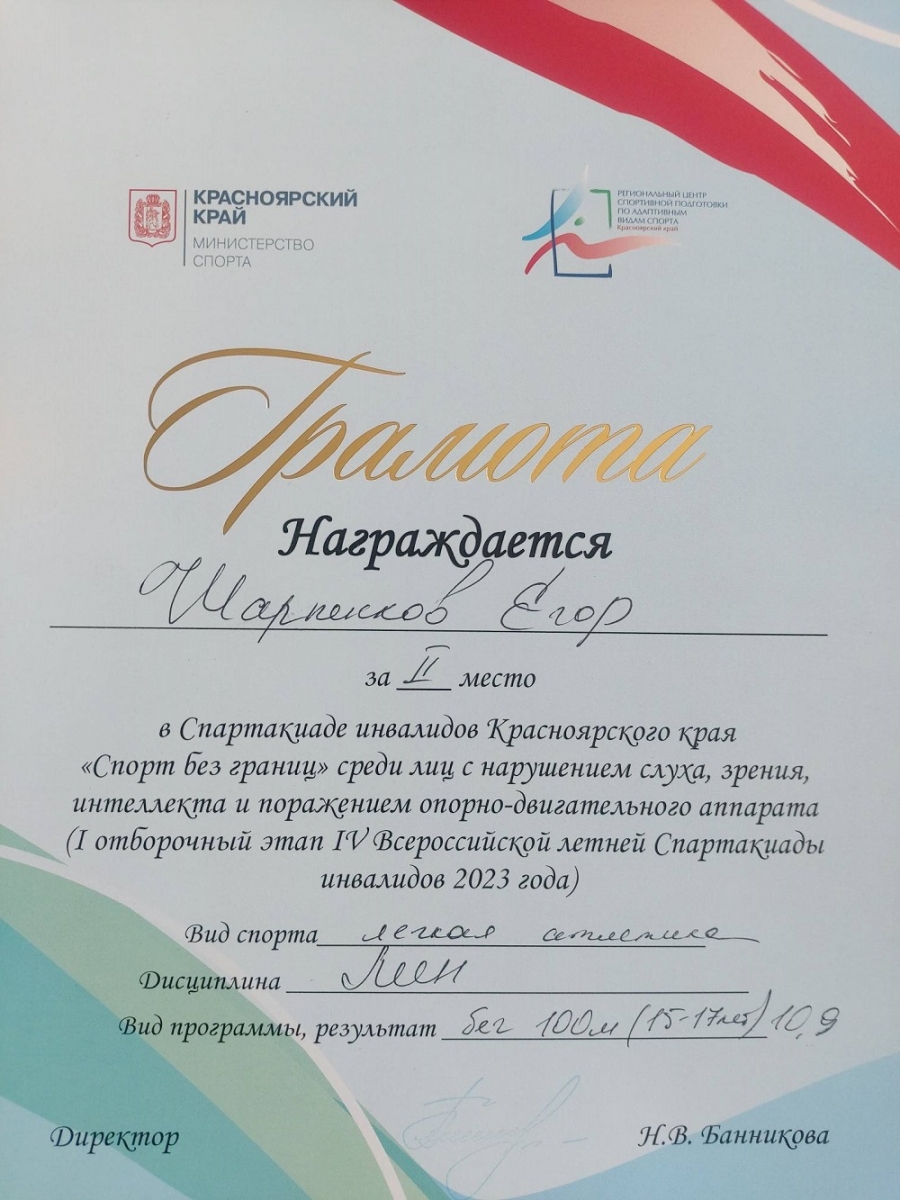 КРАСНОЯРСКИЙ
КРАЙ
МИНИСТЕРСТВО
СПОРТА
РЕГИОНАЛЬНЫЙ ЦЕНТР
СПОРТИВНОЙ ПОДГОТОВКИ
ПО АДАПТИВНЫМ
ВИДАМ СПОРТА
Красноярский край
Грамота
Награждается
Шарпенков Егор
за II место
в Спартакиаде инвалидов Красноярского края
«Спорт без границ» среди лиц с нарушением слуха, зрения,
интеллекта и поражением опорно-двигательного аппарата
(I отборочный этап IV Всероссийской летней Спартакиады
инвалидов 2023 года)
Вид спорта легкая атлетика
Дисциплина
Вид программы, результат бег 100м (15-17лет) 10,9
Директор Н.В. Банникова